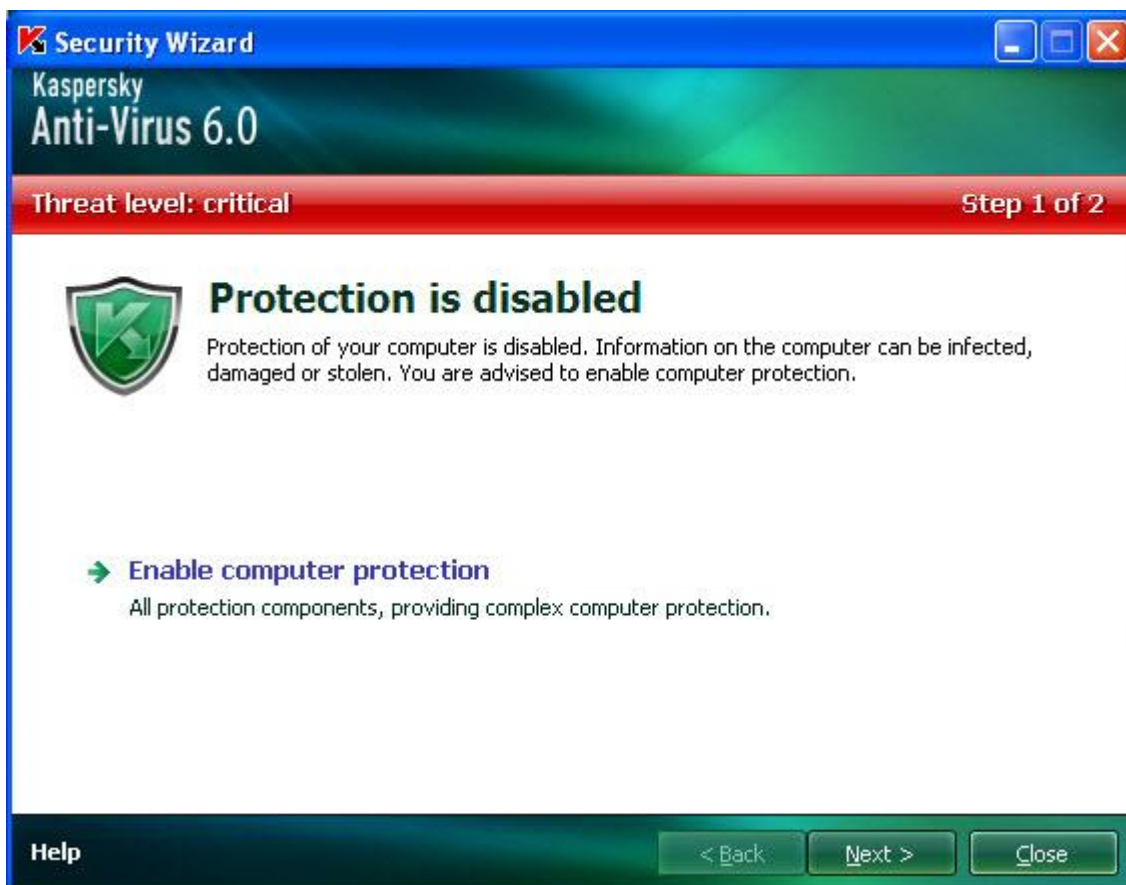 Security Wizard
Kaspersky
Anti-Virus 6.0
Threat level: critical
Step 1 of 2
Protection is disabled
Protection of your computer is disabled. Information on the computer can be infected,
damaged or stolen. You are advised to enable computer protection.
Enable computer protection
All protection components, providing complex computer protection.
Help
< Back
Next >
Close